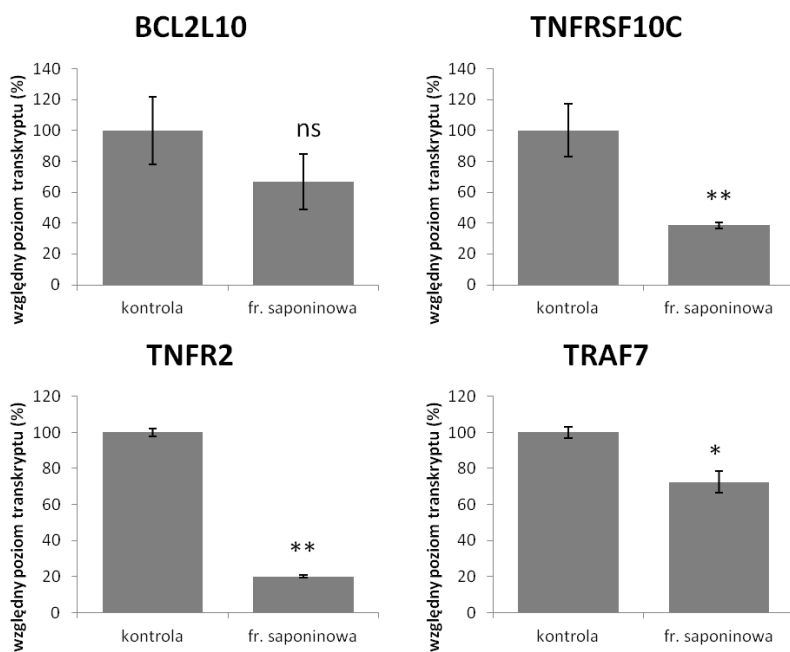 BCL2L10
względny poziom transkryptu (%)
140
120
100
80
60
40
20
0
ns
kontrola
fr. saponinowa
TNFRSF10C
względny poziom transkryptu (%)
140
120
100
80
60
40
20
0
**
kontrola
fr. saponinowa
TNFR2
względny poziom transkryptu (%)
120
100
80
60
40
20
0
**
kontrola
fr. saponinowa
TRAF7
względny poziom transkryptu (%)
120
100
80
60
40
20
0
*
kontrola
fr. saponinowa